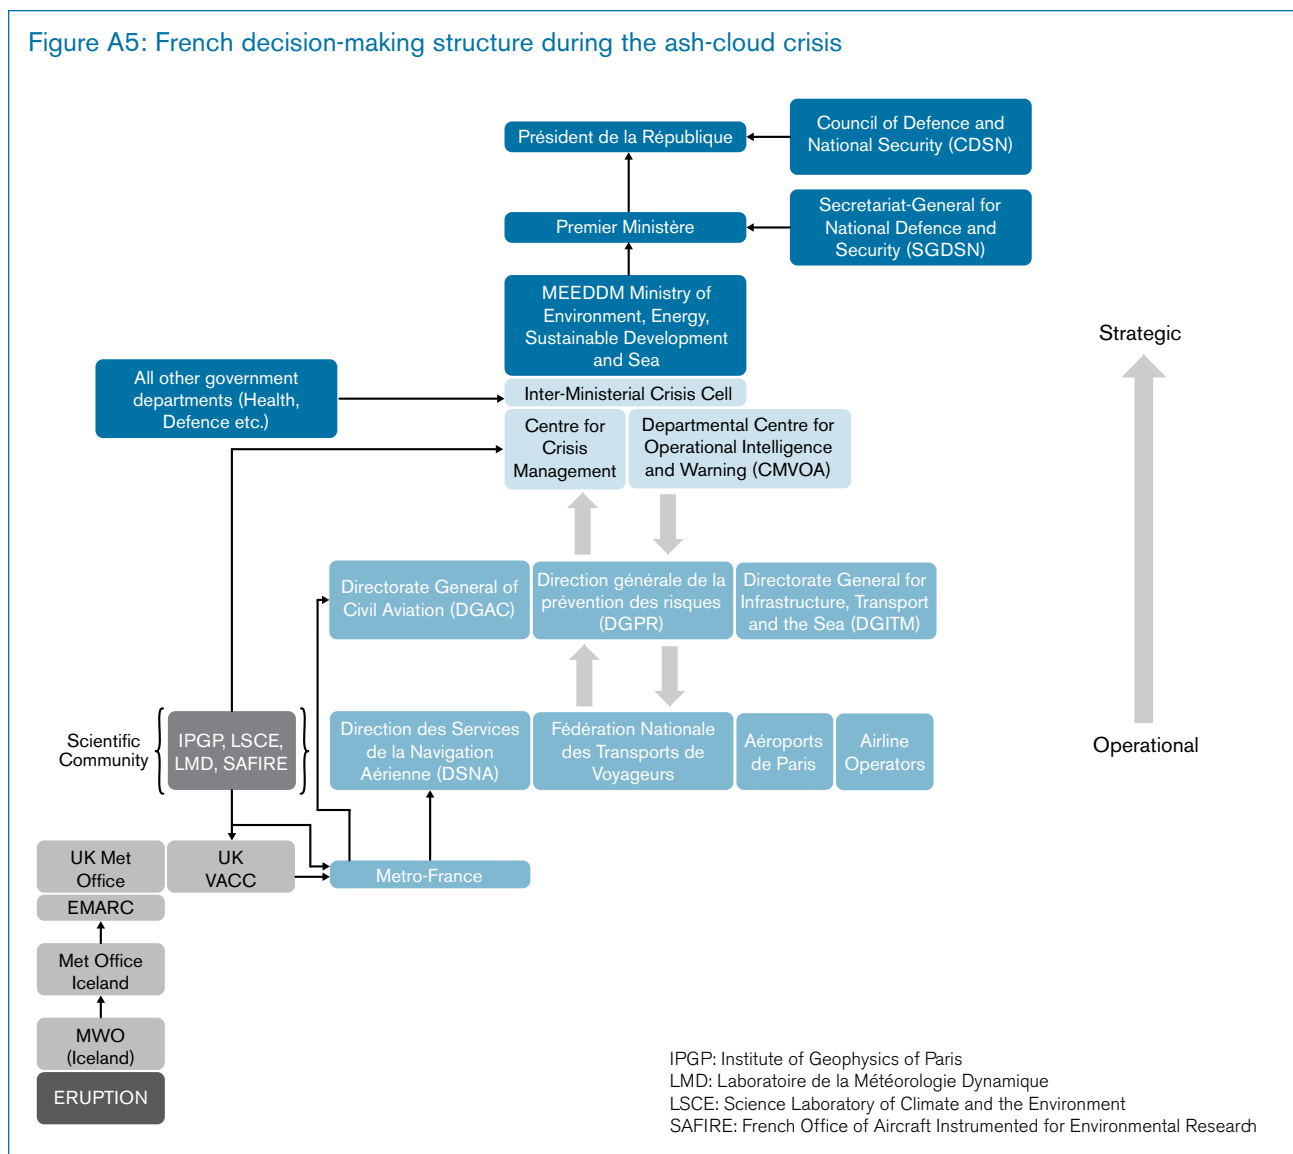 Figure A5: French decision-making structure during the ash-cloud crisis
Président de la République
Council of Defence and
National Security (CDSN)
Premier Ministère
Secretariat-General for
National Defence and
Security (SGDSN)
MEEDDM Ministry of
Environment, Energy,
Sustainable Development
and Sea
Strategic
All other government
departments (Health,
Defence etc.)
Inter-Ministerial Crisis Cell
Centre for
Crisis
Management
Departmental Centre for
Operational Intelligence
and Warning (CMVOA)
Directorate General of
Civil Aviation (DGAC)
Direction générale de la
prévention des risques
(DGPR)
Directorate General for
Infrastructure, Transport
and the Sea (DGITM)
Scientific
Community
IPGP, LSCE,
LMD, SAFIRE
Direction des Services
de la Navigation
Aérienne (DSNA)
Fédération Nationale
des Transports de
Voyageurs
Aéroports
de Paris
Airline
Operators
Operational
UK Met
Office
UK
VACC
Metro-France
EMARC
Met Office
Iceland
MWO
(Iceland)
ERUPTION
IPGP: Institute of Geophysics of Paris
LMD: Laboratoire de la Météorologie Dynamique
LSCE: Science Laboratory of Climate and the Environment
SAFIRE: French Office of Aircraft Instrumented for Environmental Research